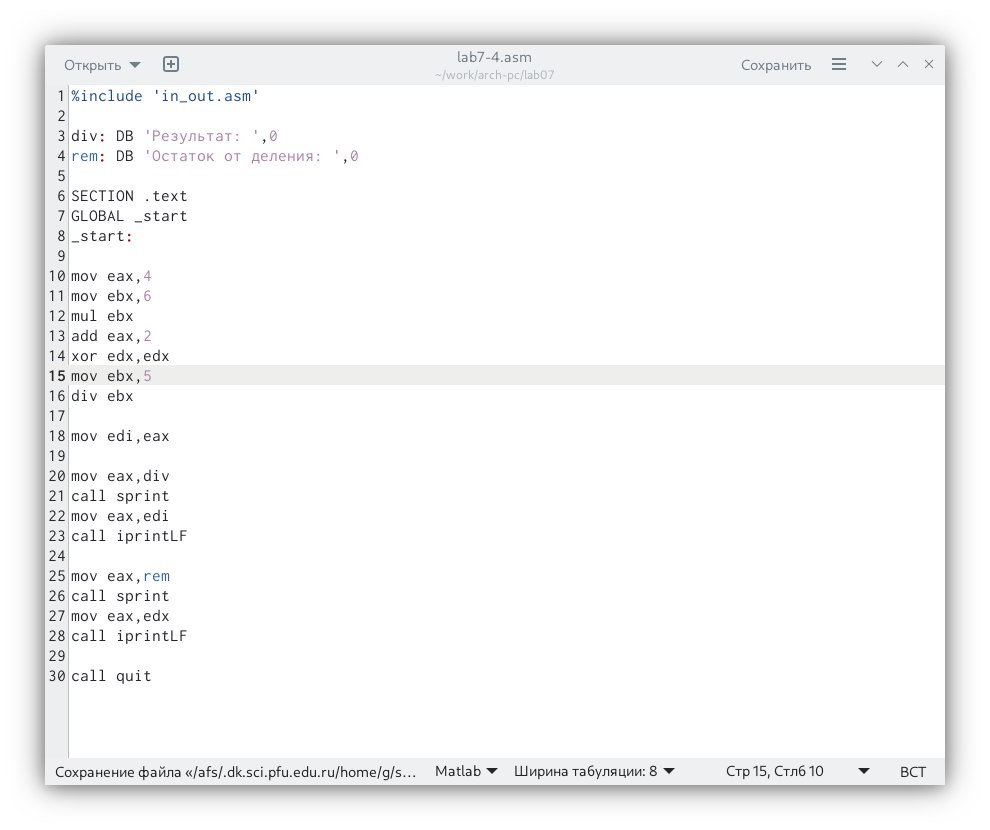 Открыть
lab7-4.asm
~/work/arch-pc/lab07
Сохранить
1 %include 'in_out.asm'
2
3 div: DB 'Результат: ',0
4 rem: DB 'Остаток от деления: ',0
5
6 SECTION .text
7 GLOBAL _start
8 _start:
9
10 mov eax,4
11 mov ebx,6
12 mul ebx
13 add eax,2
14 xor edx,edx
15 mov ebx,5
16 div ebx
17
18 mov edi,eax
19
20 mov eax,div
21 call sprint
22 mov eax,edi
23 call iprintLF
24
25 mov eax,rem
26 call sprint
27 mov eax,edx
28 call iprintLF
29
30 call quit
Сохранение файла «/afs/.dk.sci.pfu.edu.ru/home/g/s… Matlab Ширина табуляции: 8 Стр 15, Стлб 10 ВСТ